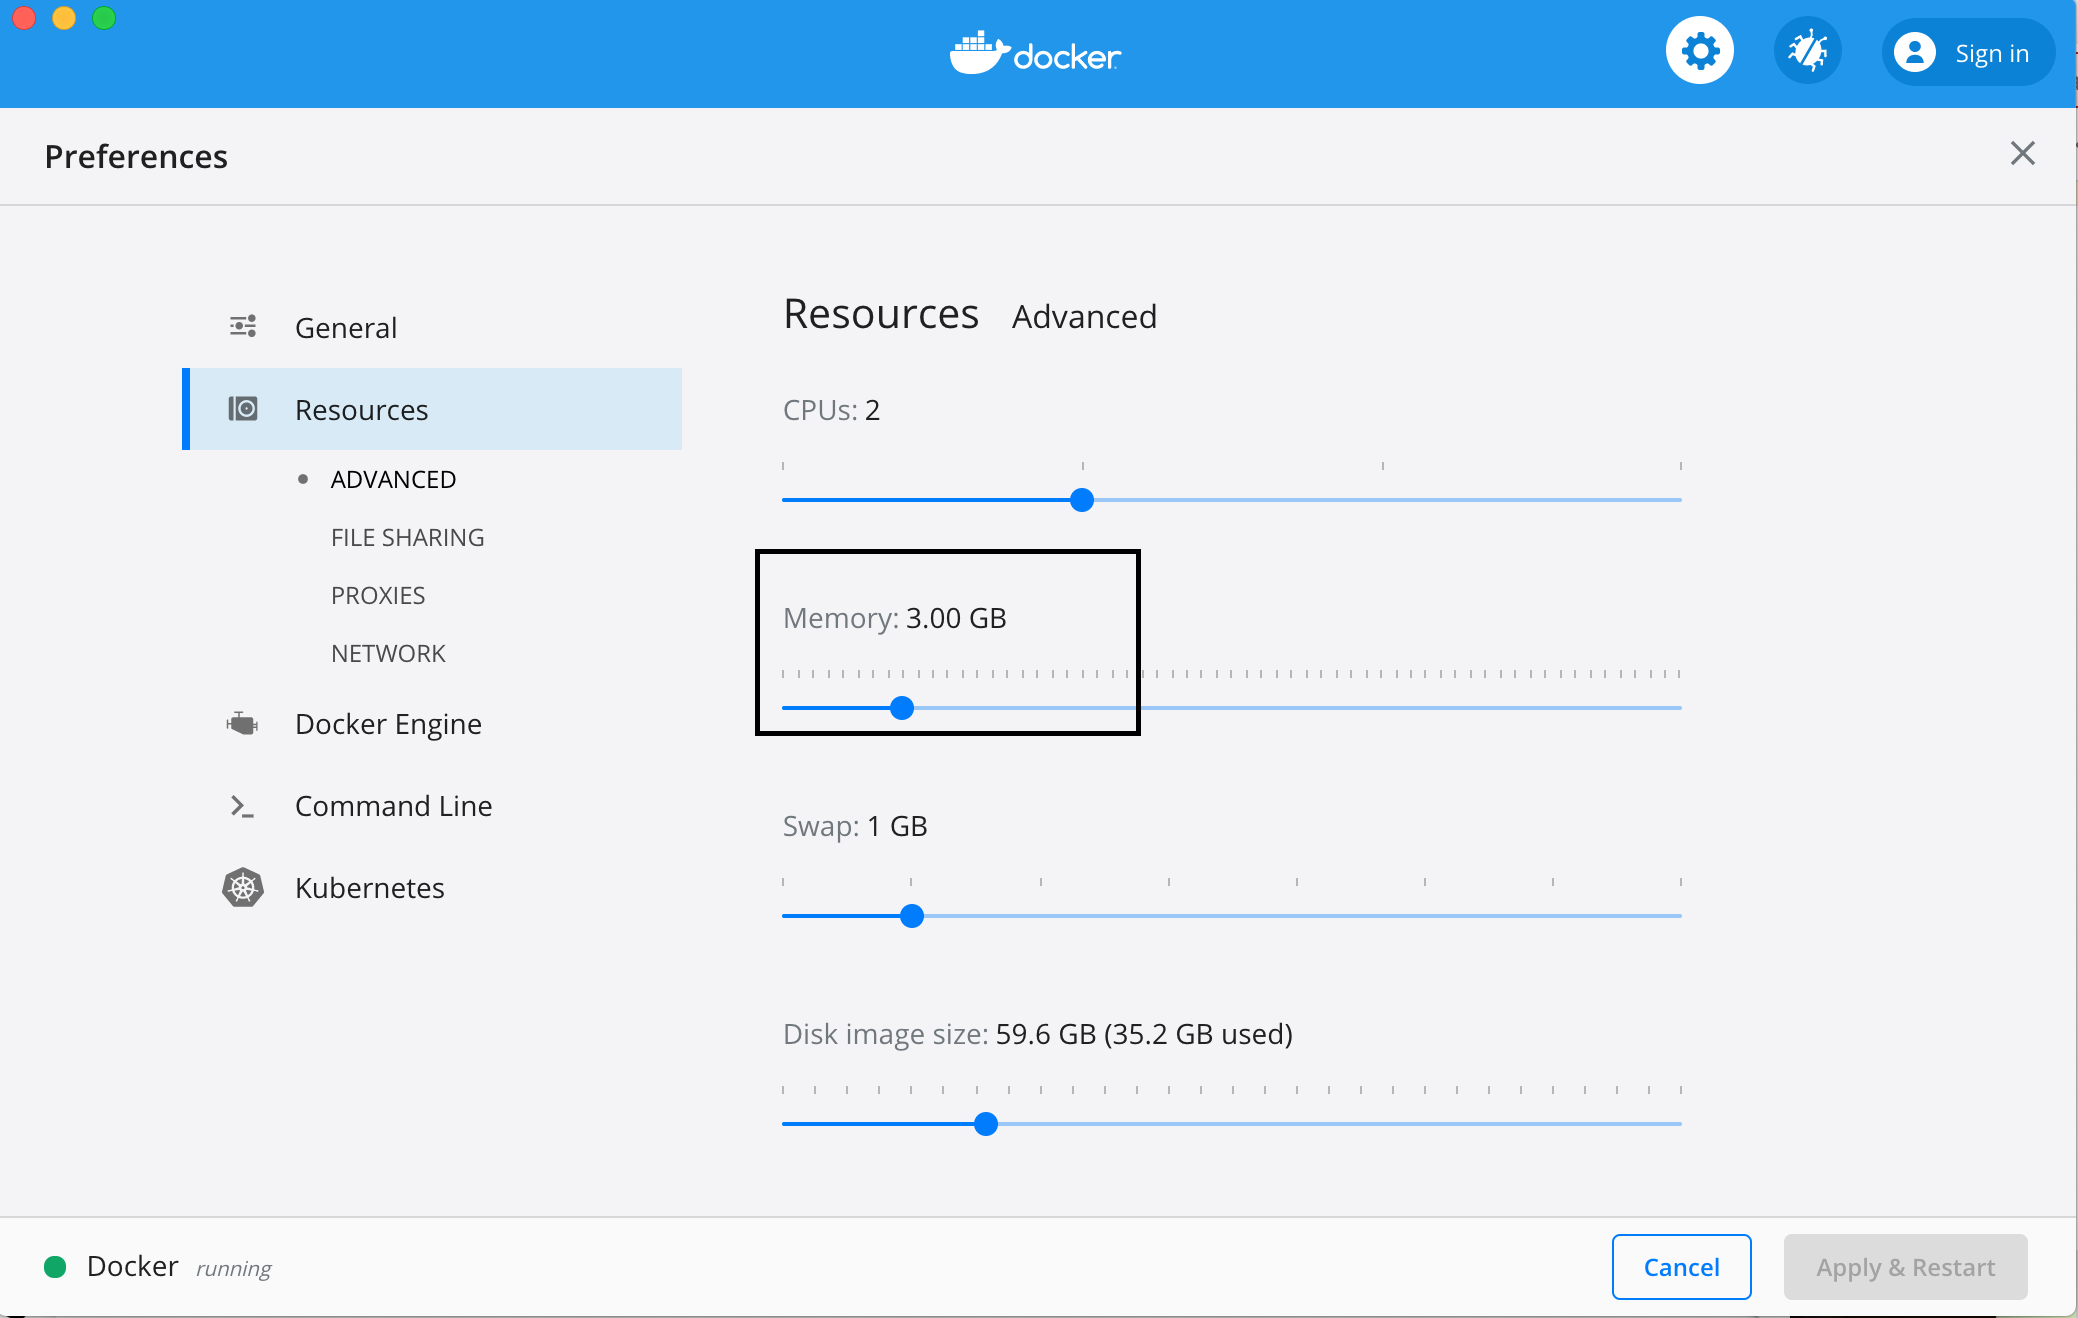 docker
Sign in
Preferences
General
Resources
ADVANCED
FILE SHARING
PROXIES
NETWORK
Docker Engine
Command Line
Kubernetes
Resources Advanced
CPUs: 2
Memory: 3.00 GB
Swap: 1 GB
Disk image size: 59.6 GB (35.2 GB used)
Docker running
Cancel
Apply & Restart